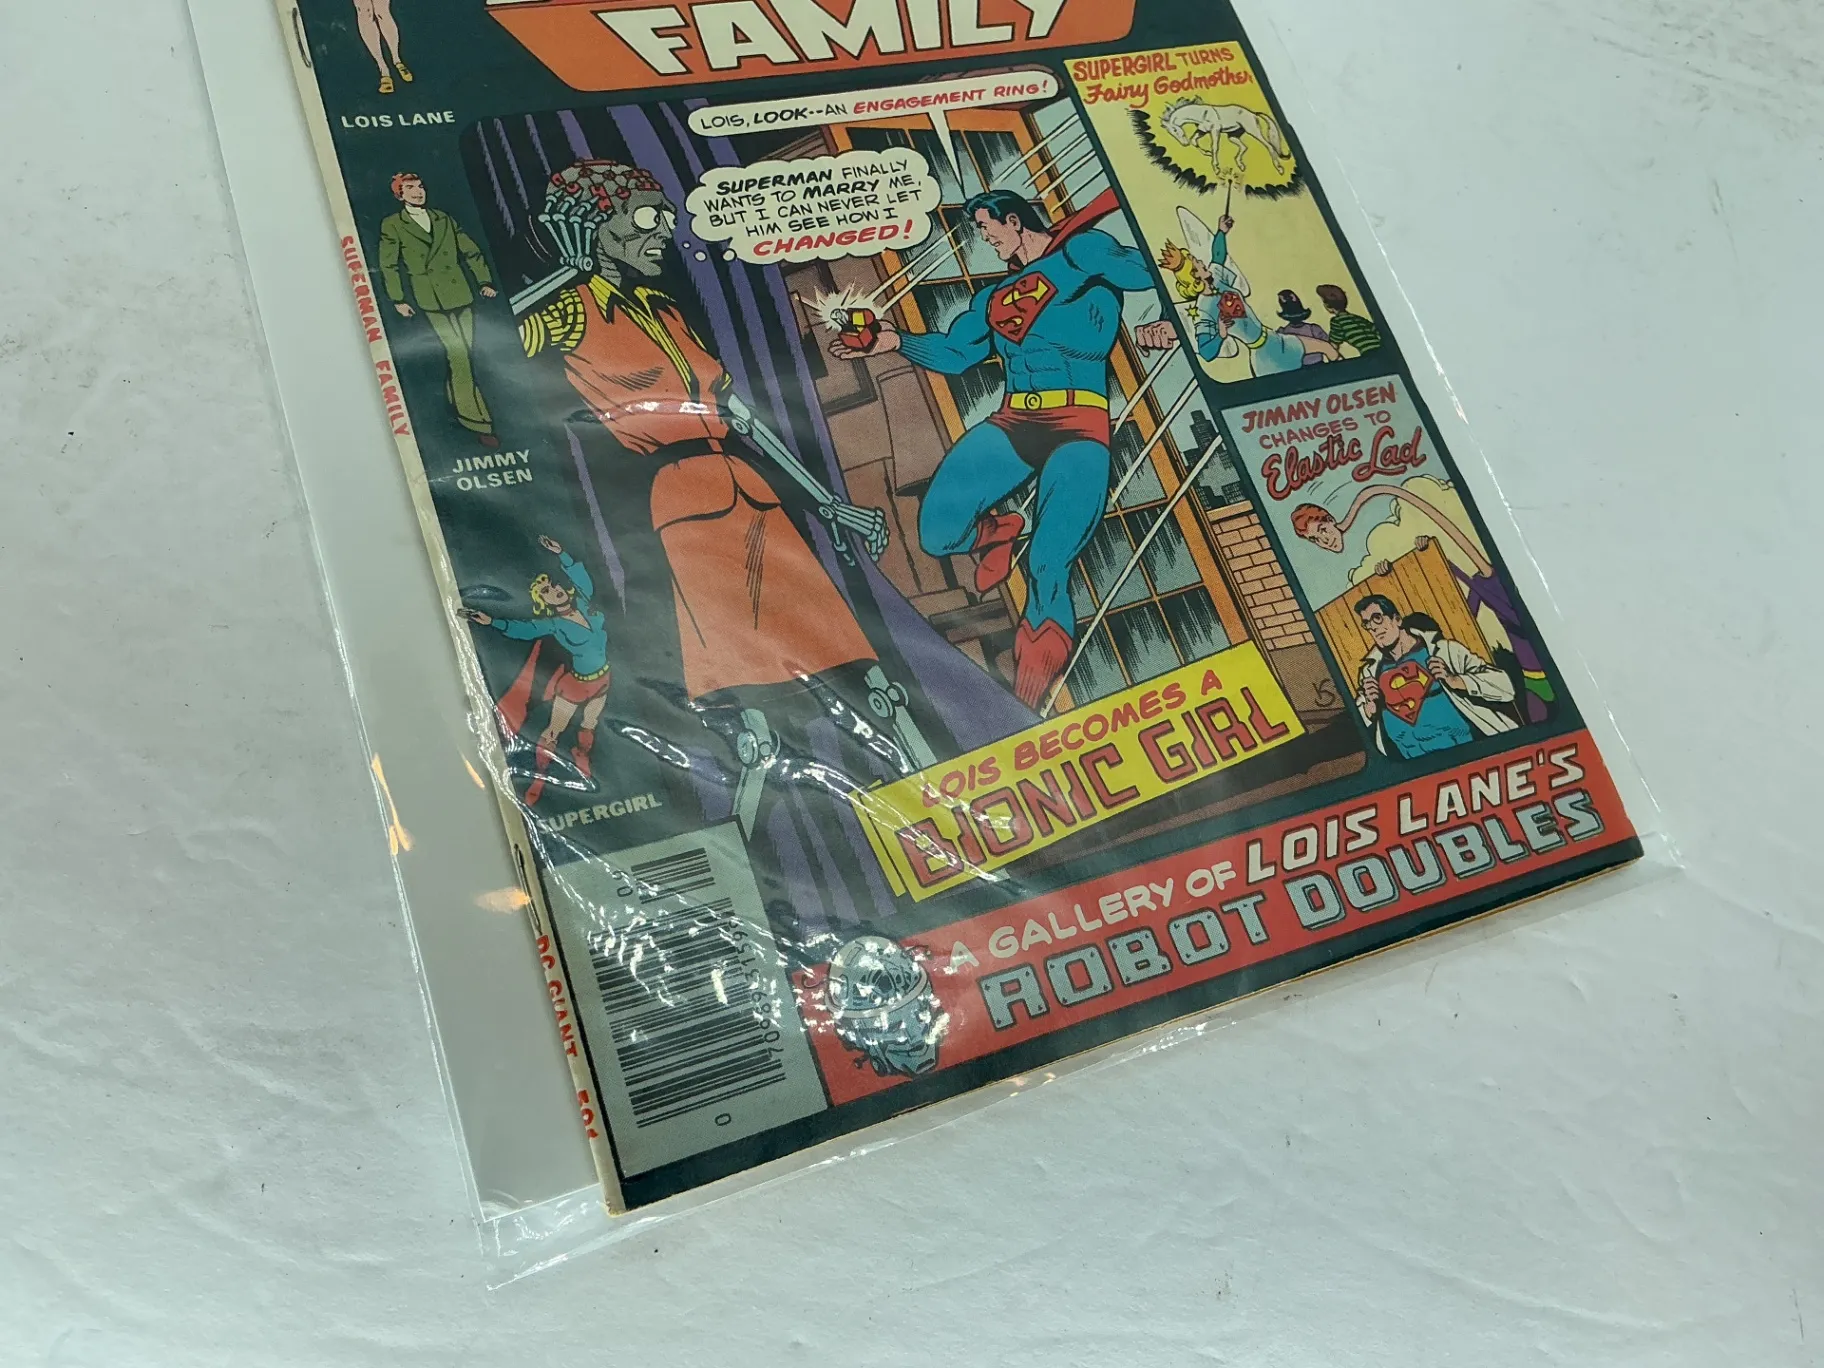 FAMILY
LOIS LANE
JIMMY
OLSEN
SUPERGIRL
LOIS, LOOK--AN ENGAGEMENT RING!
SUPERMAN FINALLY
WANTS TO MARRY ME,
BUT I CAN NEVER LET
HIM SEE HOW I
CHANGED!
SUPERGIRL TURNS
Fairy Godmother
JIMMY OLSEN
CHANGES TO
Elastic Lad
LOIS BECOMES A
BIONIC GIRL
A GALLERY OF LOIS LANE'S
ROBOT DOUBLES
SUPERMAN FAMILY
DC GIANT
0